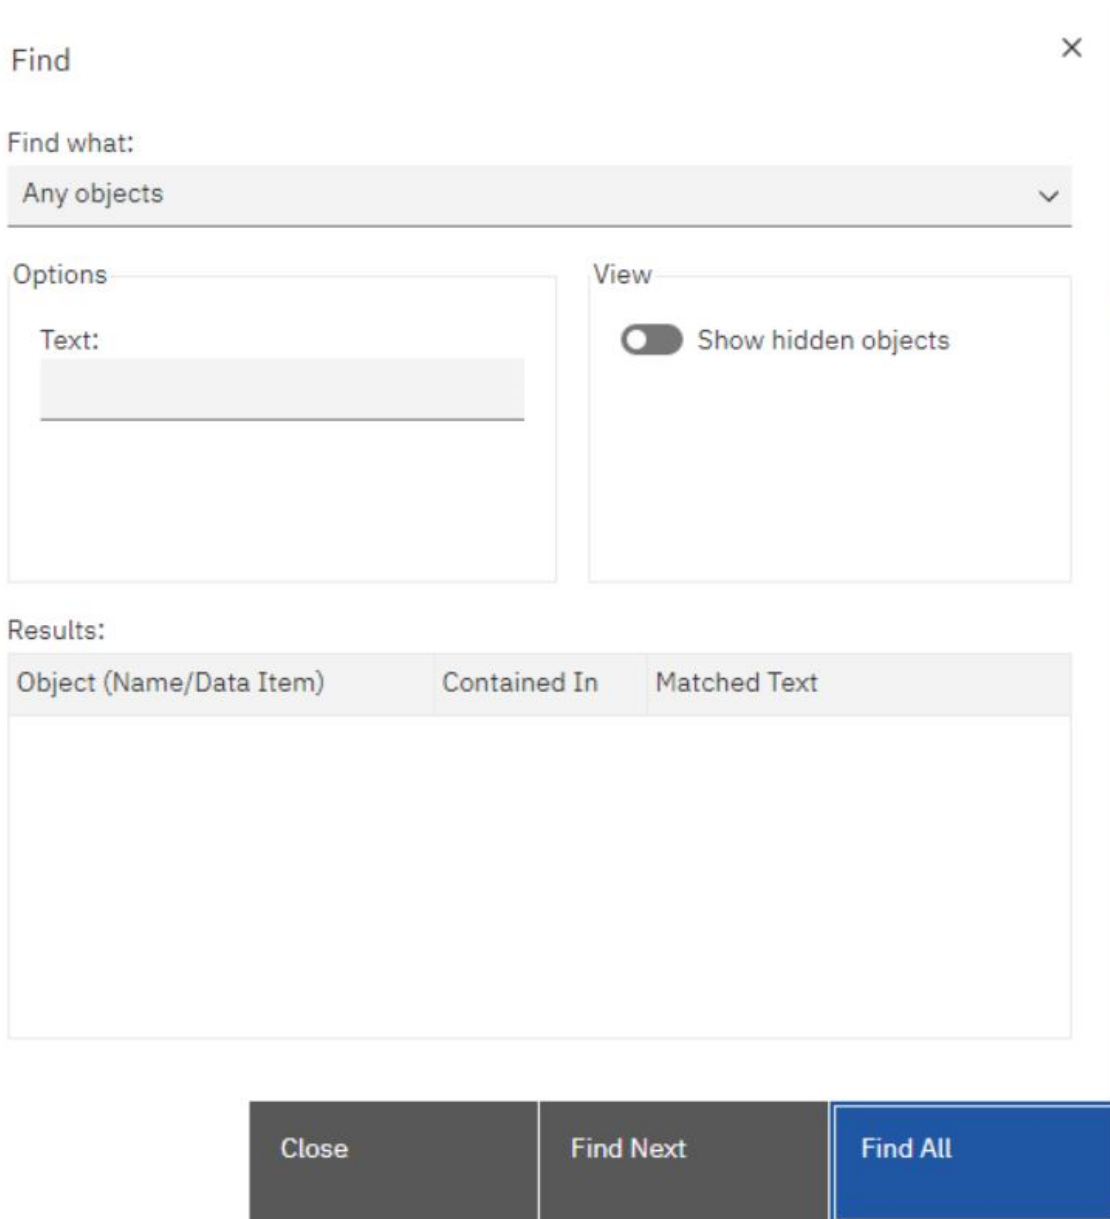 Find
Find what:
Any objects
Options
Text:
View
Show hidden objects
Results:
Object (Name/Data Item) Contained In Matched Text
Close Find Next Find All